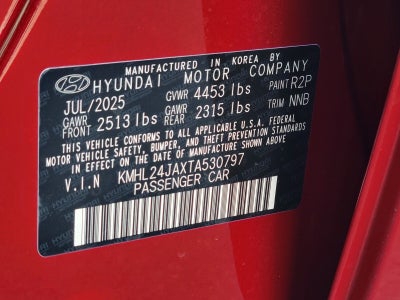 MANUFACTURED IN KOREA BY
HYUNDAI MOTOR COMPANY
JUL/2025 GVWR 4453 lbs PAINT R2P
GAWR FRONT 2513 lbs GAWR REAR 2315 lbs TRIM NNB
THIS VEHICLE CONFORMS TO ALL APPLICABLE U.S.A. FEDERAL
MOTOR VEHICLE SAFETY, BUMPER, AND THEFT PREVENTION STANDARDS
IN EFFECT ON THE DATE OF MANUFACTURE SHOWN ABOVE.
V.I.N KMHL24JAXTA530797
PASSENGER CAR